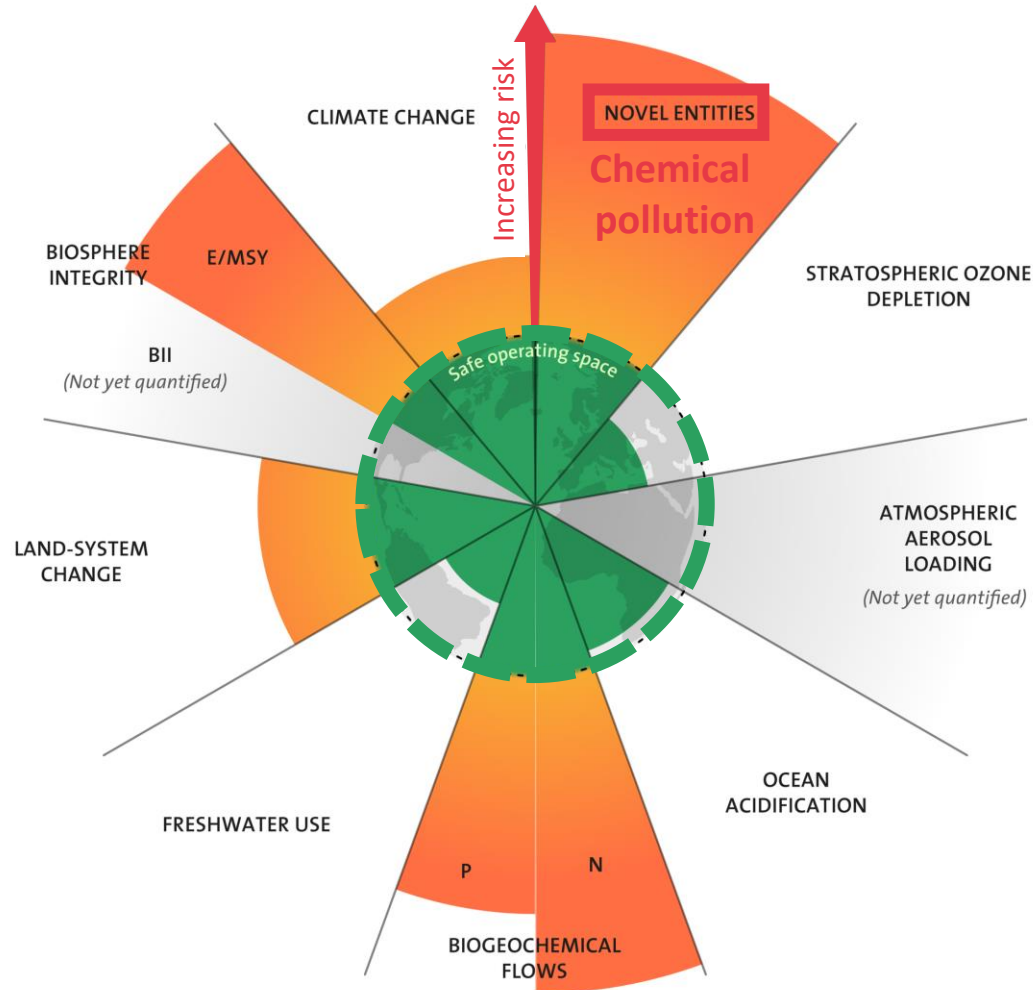 Increasing risk
CLIMATE CHANGE
NOVEL ENTITIES
Chemical
pollution
BIOSPHERE
INTEGRITY
E/MSY
STRATOSPHERIC OZONE
DEPLETION
BII
(Not yet quantified)
Safe operating space
LAND-SYSTEM
CHANGE
ATMOSPHERIC
AEROSOL
LOADING
(Not yet quantified)
OCEAN
ACIDIFICATION
FRESHWATER USE
P
N
BIOGEOCHEMICAL
FLOWS